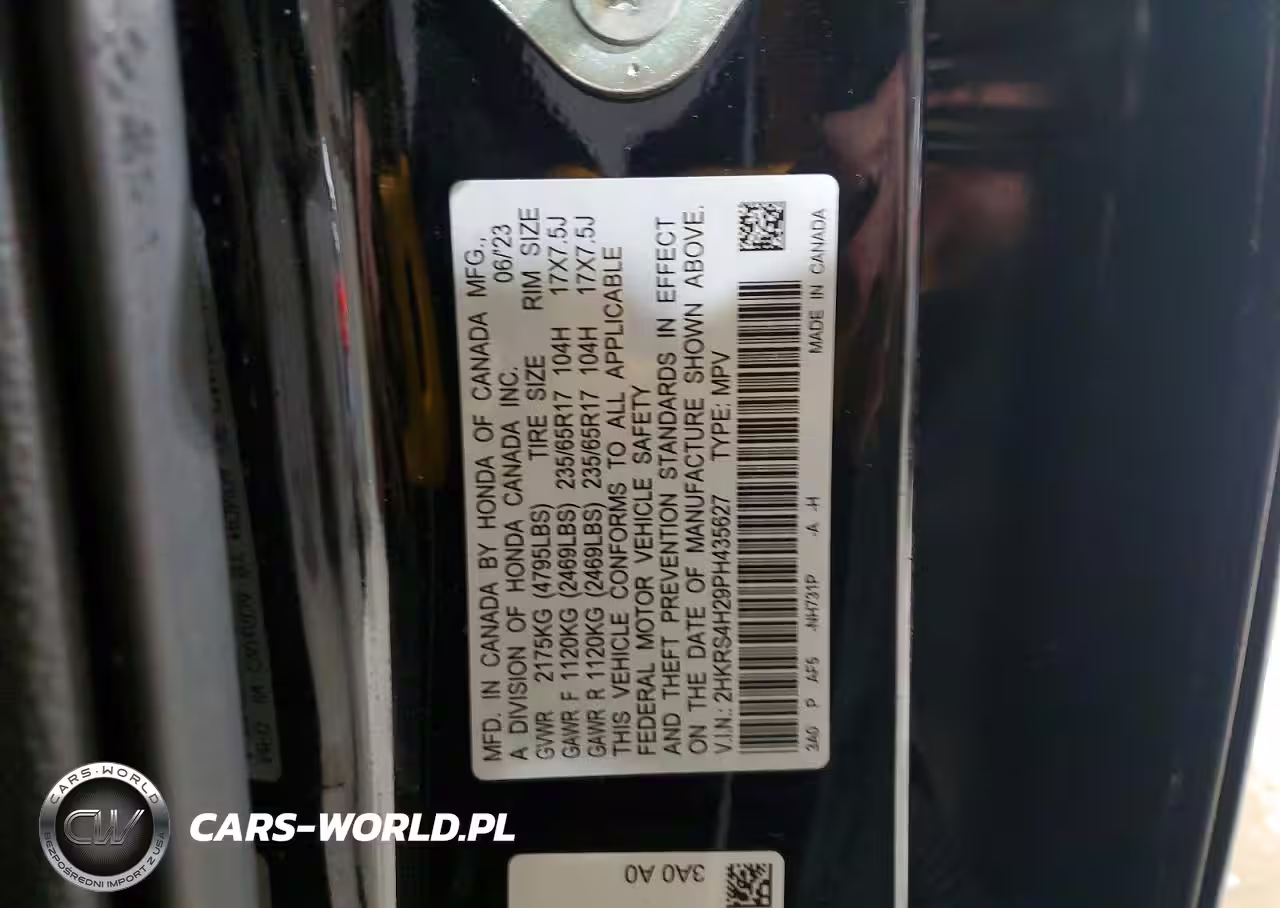 MFD. IN CANADA BY HONDA OF CANADA MFG.,
A DIVISION OF HONDA CANADA INC. 06/'23
GVWR 2175KG (4795LBS) TIRE SIZE RIM SIZE
GAWR F 1120KG (2469LBS) 235/65R17 104H 17X7.5J
GAWR R 1120KG (2469LBS) 235/65R17 104H 17X7.5J
THIS VEHICLE CONFORMS TO ALL APPLICABLE
FEDERAL MOTOR VEHICLE SAFETY
AND THEFT PREVENTION STANDARDS IN EFFECT
ON THE DATE OF MANUFACTURE SHOWN ABOVE.
V.I.N.: 2HKRS4H29PH435627 TYPE: MPV
3A0 P AF5 -NH731P -A -H MADE IN CANADA
3A0 A0
CARS-WORLD
CW
BEZPOŚREDNI IMPORT Z USA
CARS-WORLD.PL